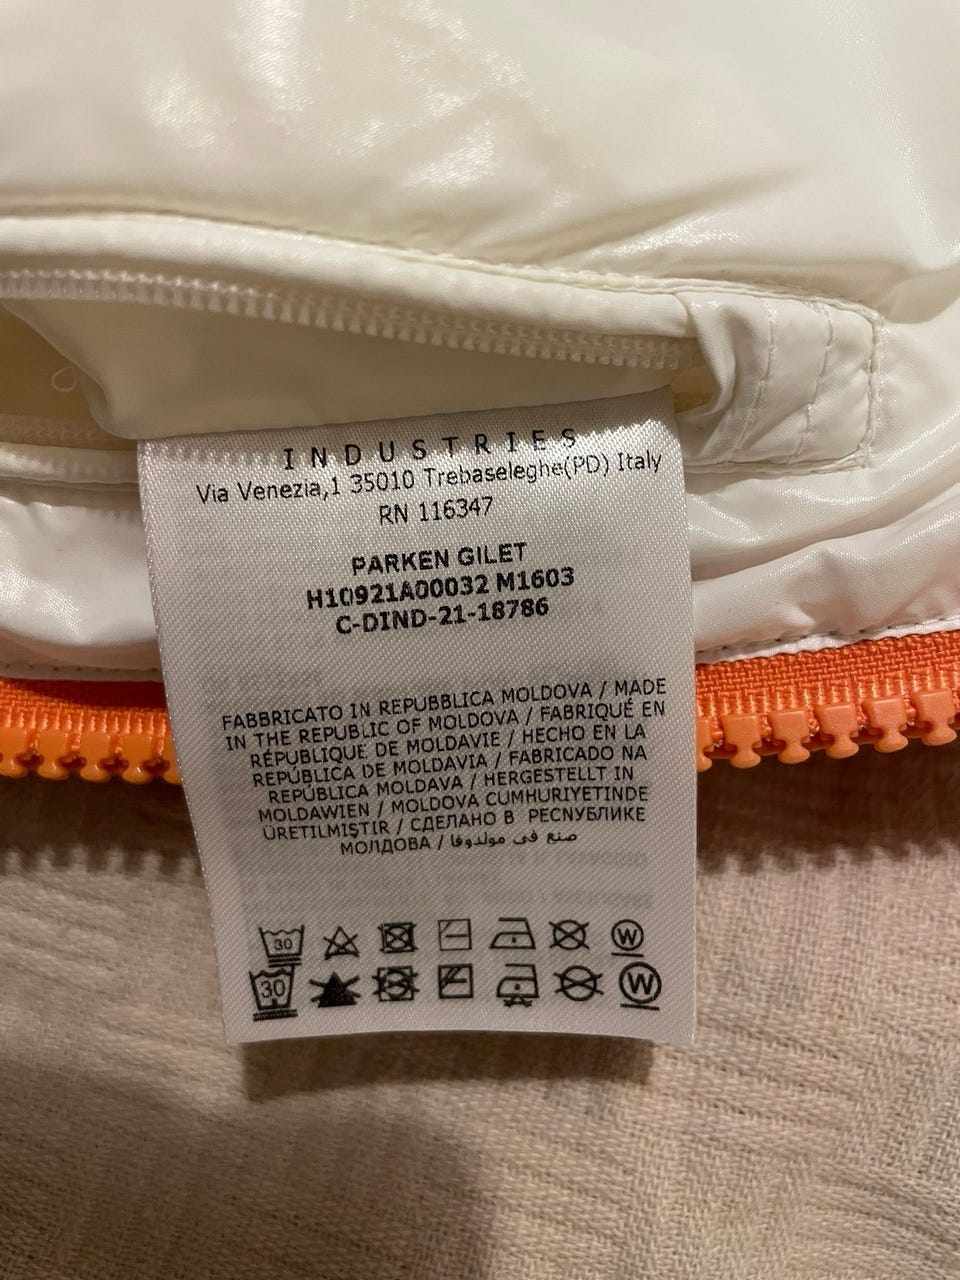 INDUSTRIES
Via Venezia,1 35010 Trebaseleghe(PD) Italy
RN 116347
PARKEN GILET
H10921A00032 M1603
C-DIND-21-18786
FABBRICATO IN REPUBBLICA MOLDOVA / MADE
IN THE REPUBLIC OF MOLDOVA / FABRIQUÉ EN
RÉPUBLIQUE DE MOLDAVIE / HECHO EN LA
REPÚBLICA DE MOLDAVIA / FABRICADO NA
REPÚBLICA MOLDAVA / HERGESTELLT IN
MOLDAWIEN / MOLDOVA CUMHURIYETINDE
ÜRETILMIŞTIR / СДЕЛАНО В РЕСПУБЛИКЕ
МОЛДОВА / صنع في مولدوفا
30 W
30 W